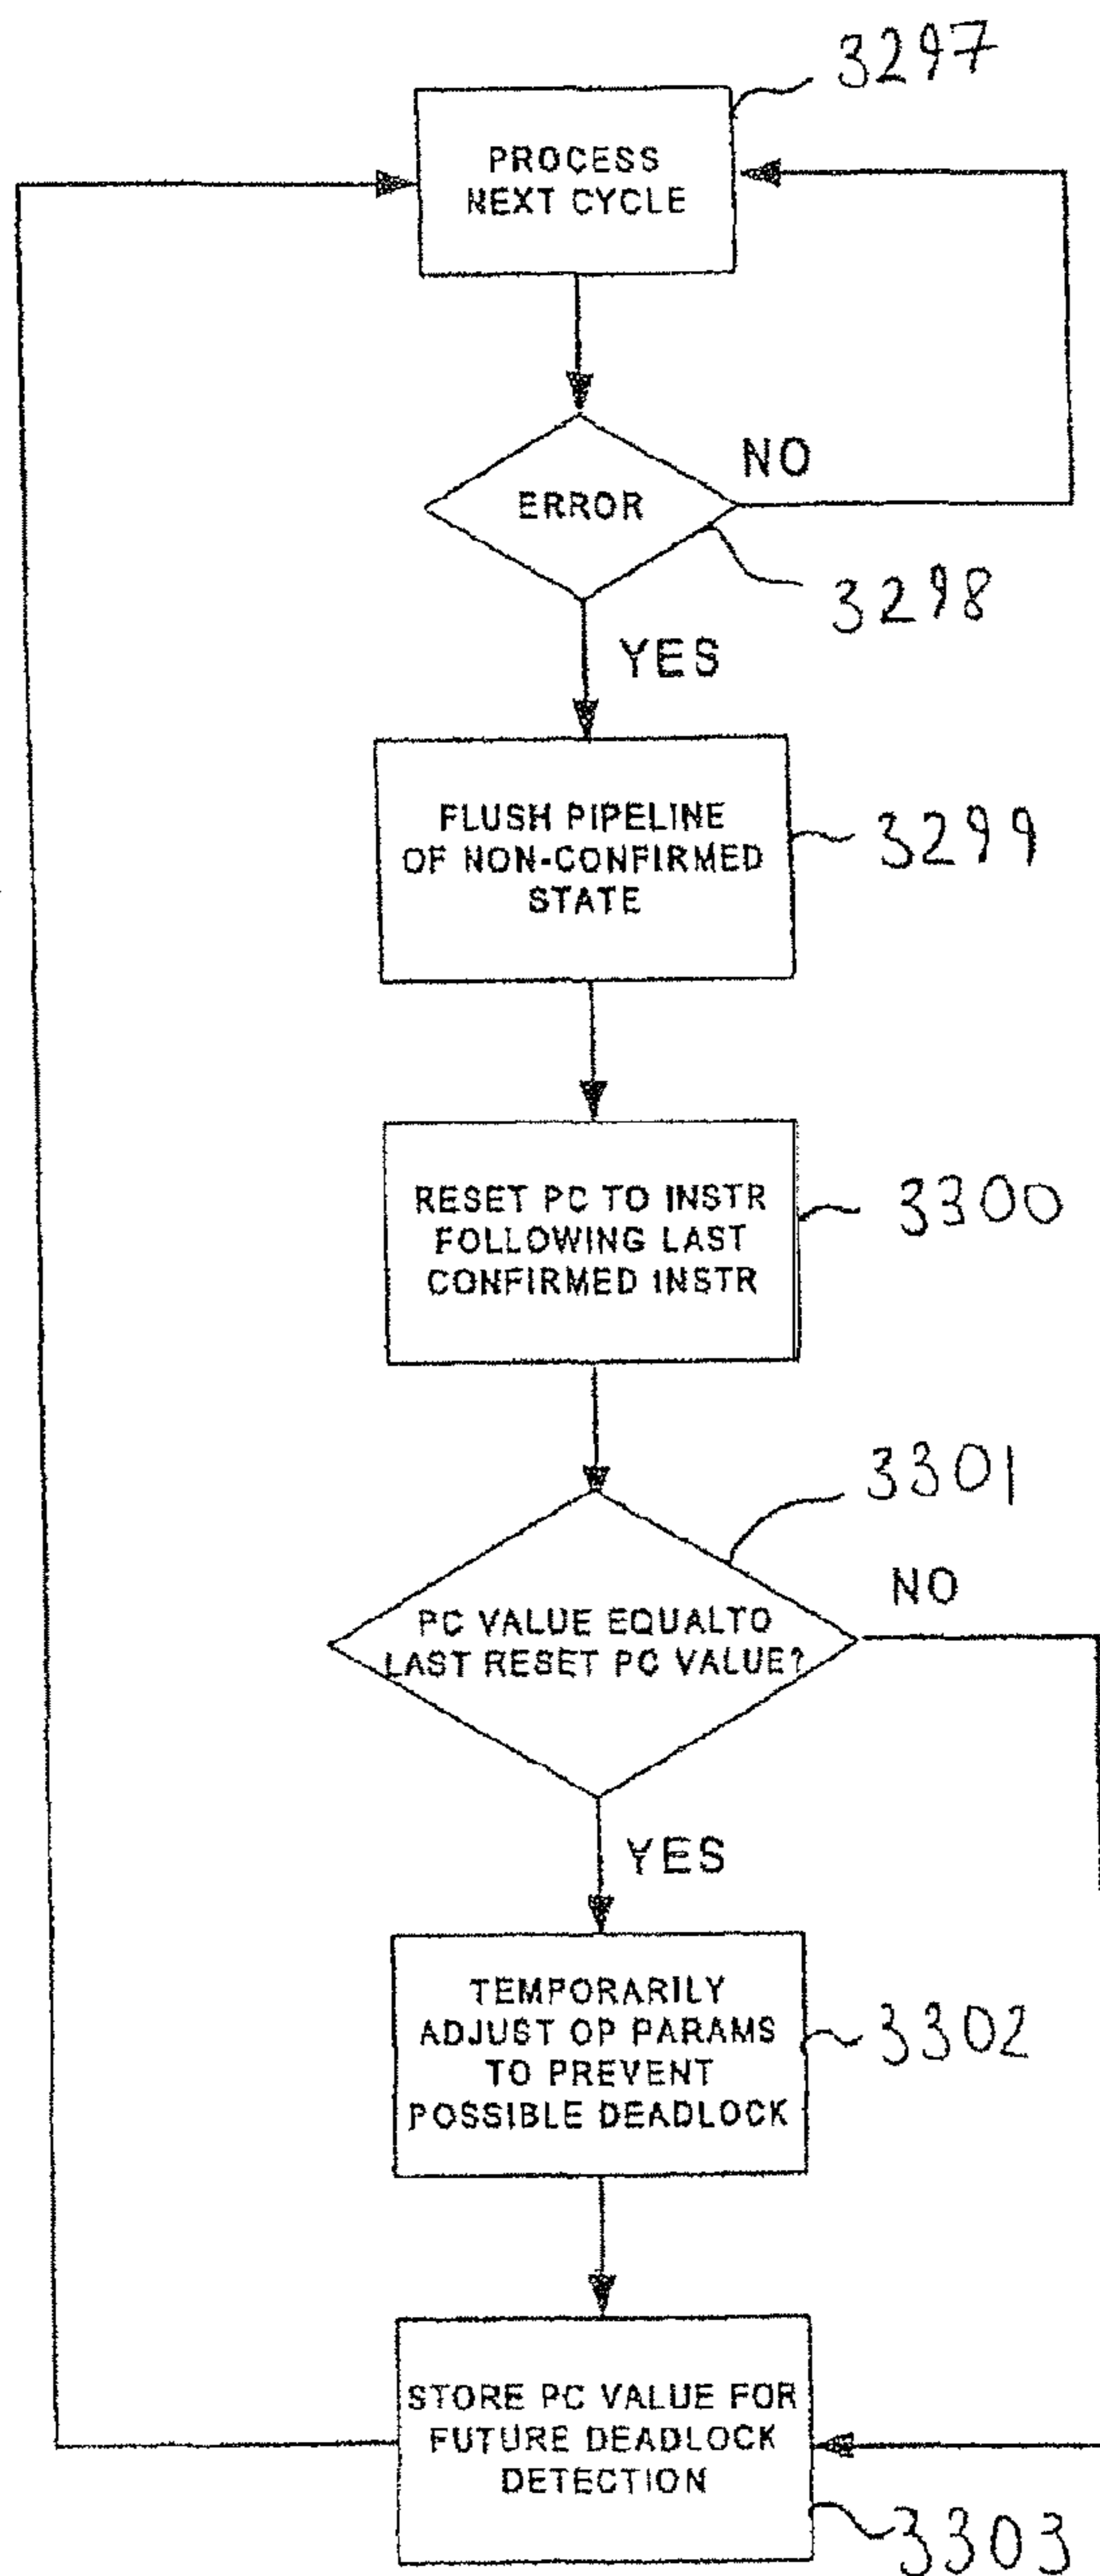 3297
PROCESS
NEXT CYCLE
NO
ERROR
3298
YES
FLUSH PIPELINE
OF NON-CONFIRMED
STATE
3299
RESET PC TO INSTR
FOLLOWING LAST
CONFIRMED INSTR
3300
3301
NO
PC VALUE EQUALTO
LAST RESET PC VALUE?
YES
TEMPORARILY
ADJUST OP PARAMS
TO PREVENT
POSSIBLE DEADLOCK
3302
STORE PC VALUE FOR
FUTURE DEADLOCK
DETECTION
3303